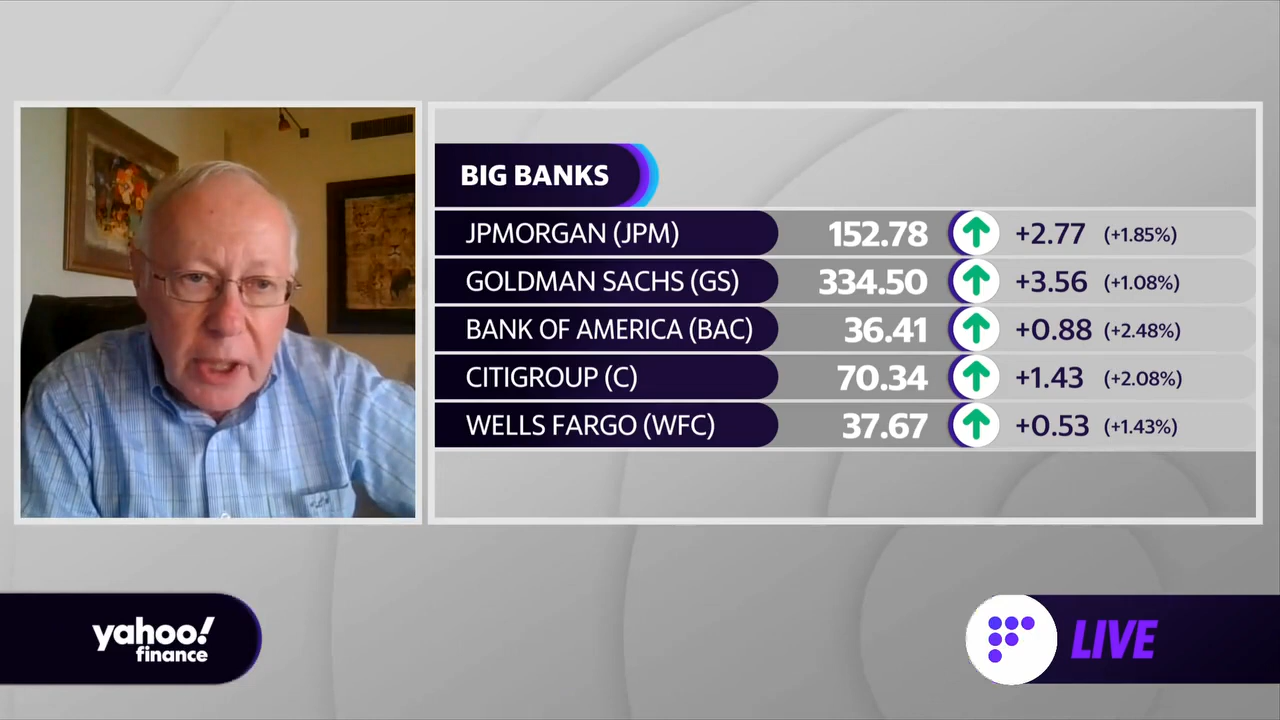 BIG BANKS
JPMORGAN (JPM) 152.78 +2.77 (+1.85%)
GOLDMAN SACHS (GS) 334.50 +3.56 (+1.08%)
BANK OF AMERICA (BAC) 36.41 +0.88 (+2.48%)
CITIGROUP (C) 70.34 +1.43 (+2.08%)
WELLS FARGO (WFC) 37.67 +0.53 (+1.43%)
yahoo!
finance
LIVE